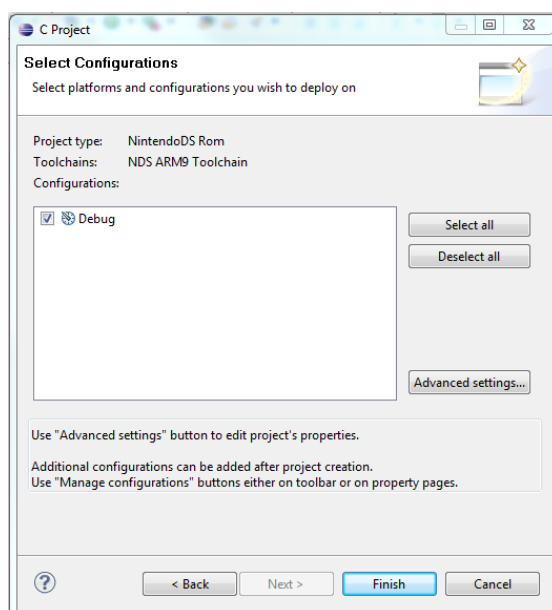 C Project
Select Configurations
Select platforms and configurations you wish to deploy on
Project type: NintendoDS Rom
Toolchains: NDS ARM9 Toolchain
Configurations:
Debug
Select all
Deselect all
Advanced settings...
Use "Advanced settings" button to edit project's properties.
Additional configurations can be added after project creation.
Use "Manage configurations" buttons either on toolbar or on property pages.
? < Back Next > Finish Cancel